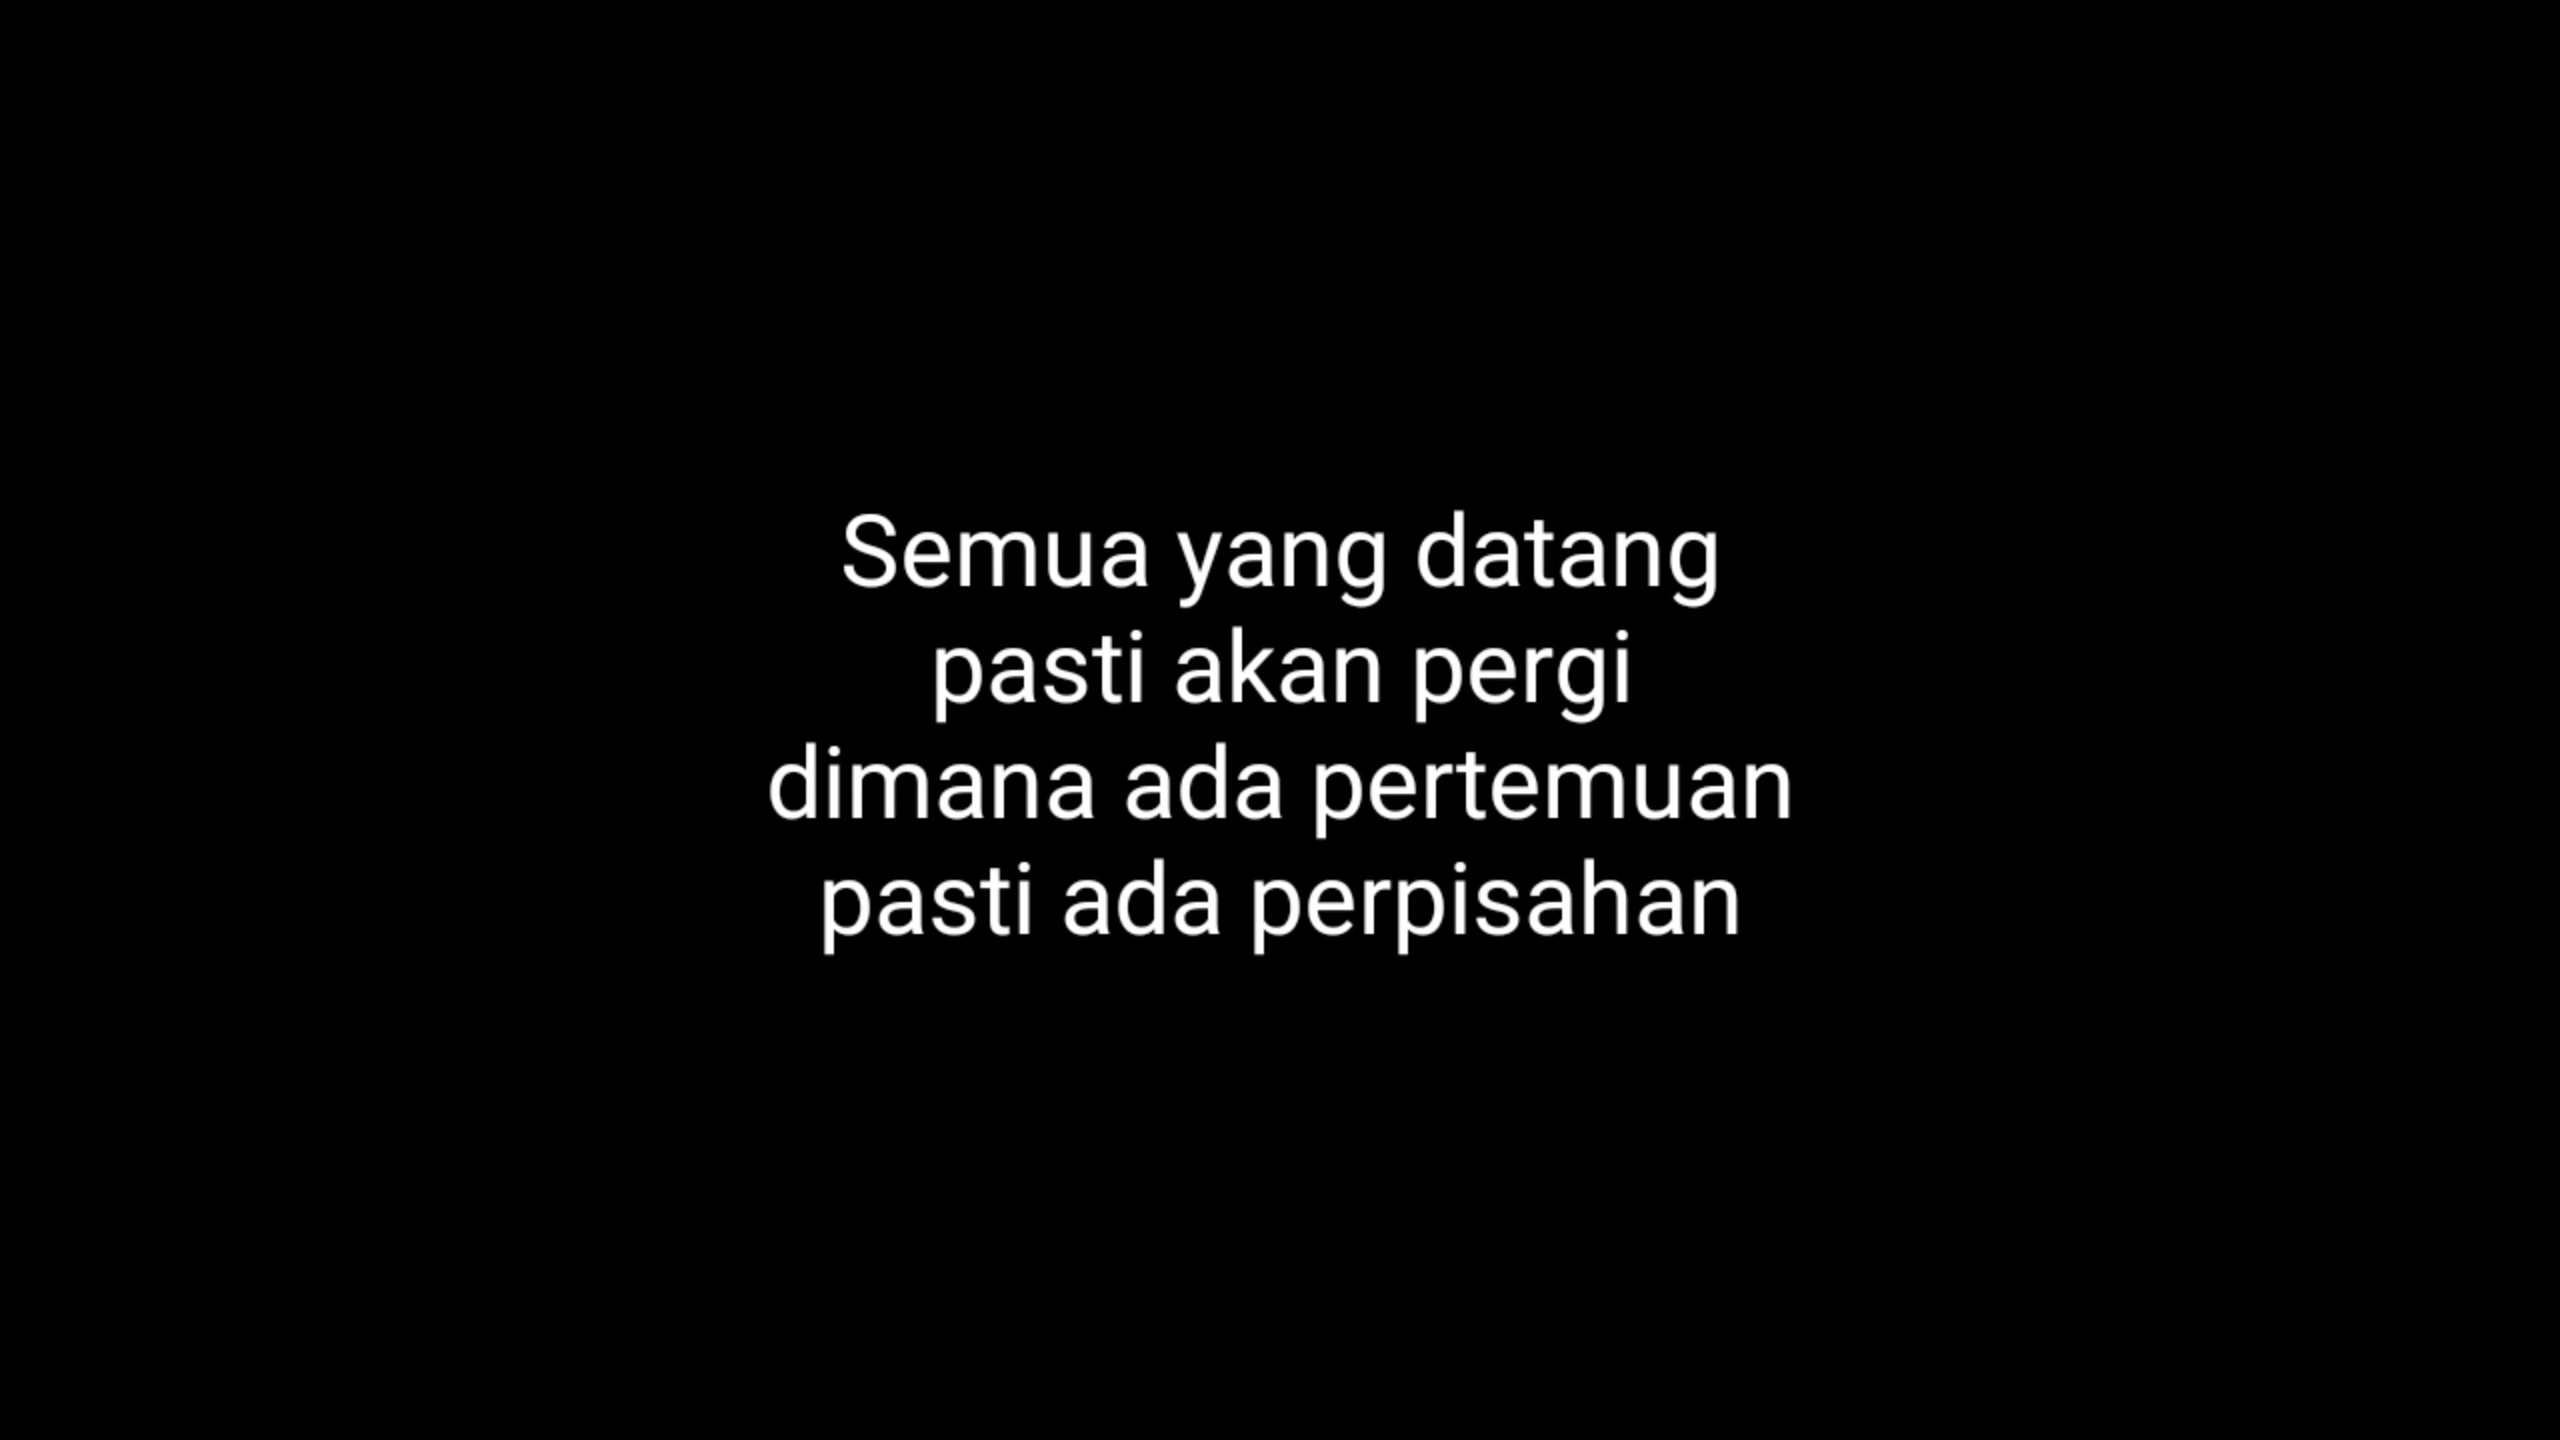 Semua yang datang
pasti akan pergi
dimana ada pertemuan
pasti ada perpisahan